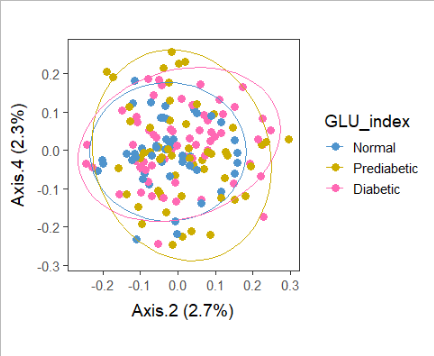 0.2
0.1
0.0
-0.1
-0.2
-0.3
Axis.4 (2.3%)
-0.2 -0.1 0.0 0.1 0.2 0.3
Axis.2 (2.7%)
GLU_index
Normal
Prediabetic
Diabetic